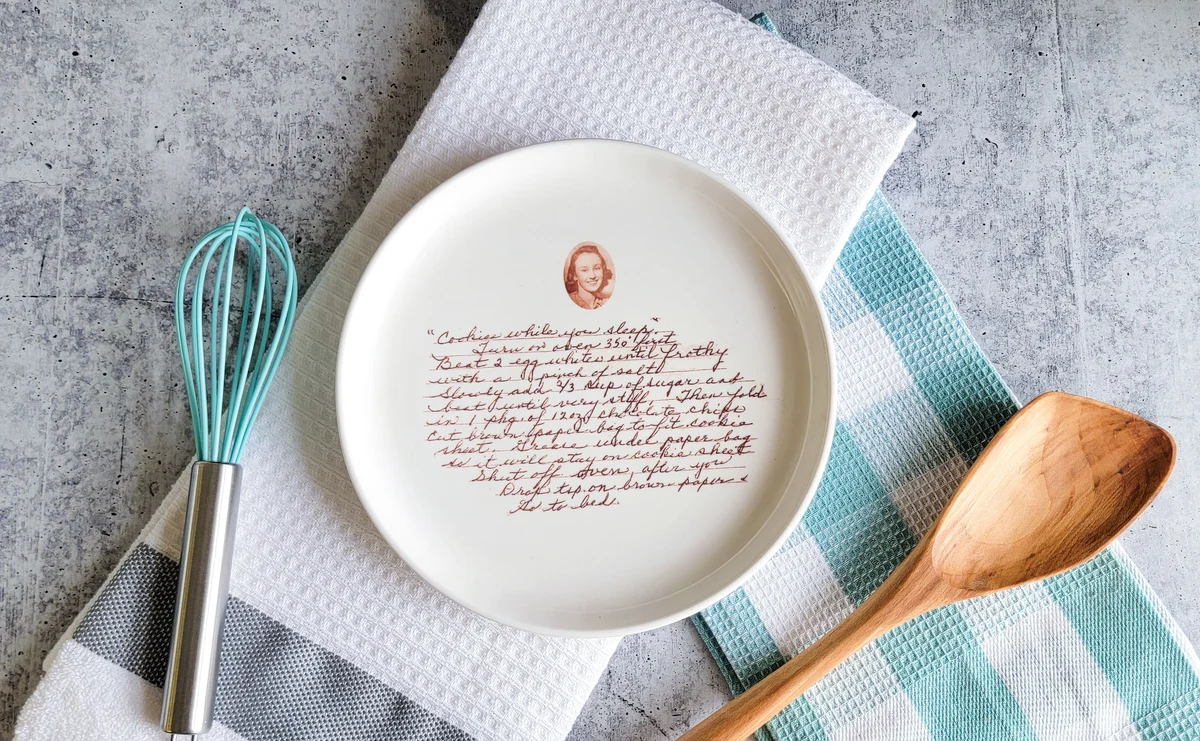 "Cookies while you sleep"
Turn on oven 350° first
Beat 2 egg whites until frothy
with a pinch of salt
Slowly add 2/3 cup of sugar and
beat until very stiff. Then fold
in 1 pkg of 12oz chocolate chips
Cut brown paper bag to fit cookie
sheet. Grease under paper bag
so it will stay on cookie sheet
Shut off oven, after you
Drop tsp. on brown paper &
Go to bed.